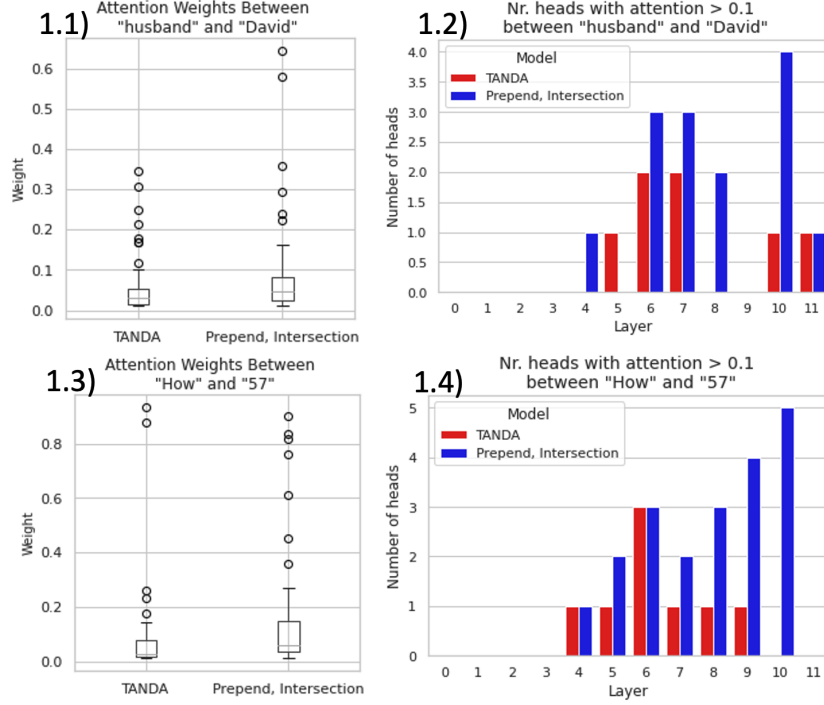 1.1)
Attention Weights Between
"husband" and "David"
Weight
0.6
0.5
0.4
0.3
0.2
0.1
0.0
TANDA Prepend, Intersection
1.2)
Nr. heads with attention > 0.1
between "husband" and "David"
Number of heads
4.0
3.5
3.0
2.5
2.0
1.5
1.0
0.5
0.0
Model
TANDA
Prepend, Intersection
0 1 2 3 4 5 6 7 8 9 10 11
Layer
1.3)
Attention Weights Between
"How" and "57"
Weight
0.8
0.6
0.4
0.2
0.0
TANDA Prepend, Intersection
1.4)
Nr. heads with attention > 0.1
between "How" and "57"
Number of heads
5
4
3
2
1
0
Model
TANDA
Prepend, Intersection
0 1 2 3 4 5 6 7 8 9 10 11
Layer